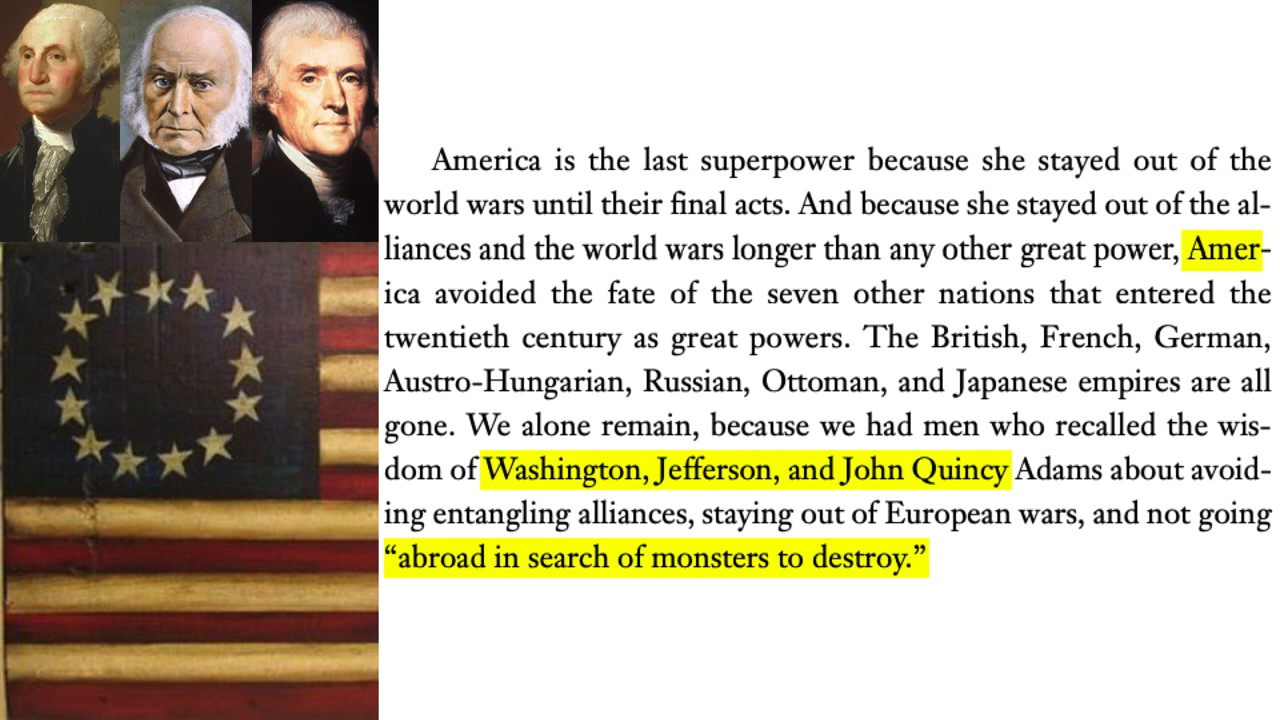 America is the last superpower because she stayed out of the
world wars until their final acts. And because she stayed out of the al-
liances and the world wars longer than any other great power, Amer-
ica avoided the fate of the seven other nations that entered the
twentieth century as great powers. The British, French, German,
Austro-Hungarian, Russian, Ottoman, and Japanese empires are all
gone. We alone remain, because we had men who recalled the wis-
dom of Washington, Jefferson, and John Quincy Adams about avoid-
ing entangling alliances, staying out of European wars, and not going
“abroad in search of monsters to destroy.”